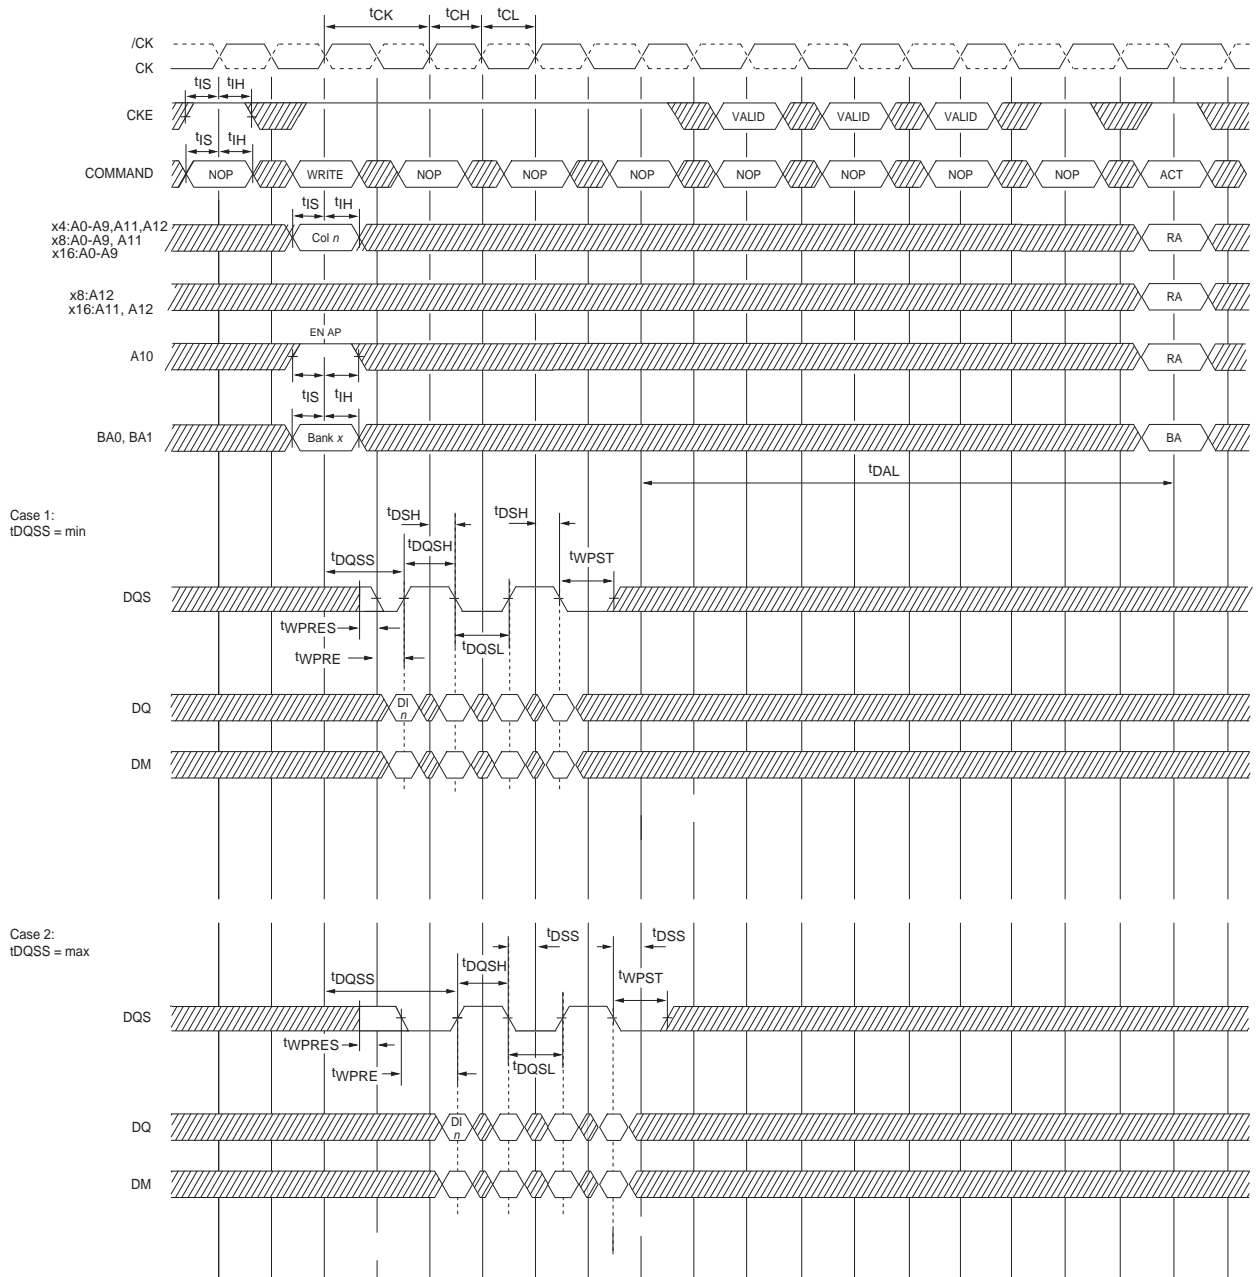 tCK tCH tCL
/CK
CK
tIS tIH
CKE VALID VALID VALID
tIS tIH
COMMAND NOP WRITE NOP NOP NOP NOP NOP NOP NOP ACT
tIS tIH
x4:A0-A9,A11,A12
x8:A0-A9, A11
x16:A0-A9
Col n RA
x8:A12
x16:A11, A12
RA
EN AP
A10 RA
tIS tIH
BA0, BA1 Bank x BA
tDAL
Case 1:
tDQSS = min
tDSH tDSH
tDQSS tDQSH tWPST
DQS
tWPRES tDQSL
tWPRE
DQ DI
n
DM
Case 2:
tDQSS = max
tDSS tDSS
tDQSS tDQSH tWPST
DQS
tWPRES tDQSL
tWPRE
DQ DI
n
DM